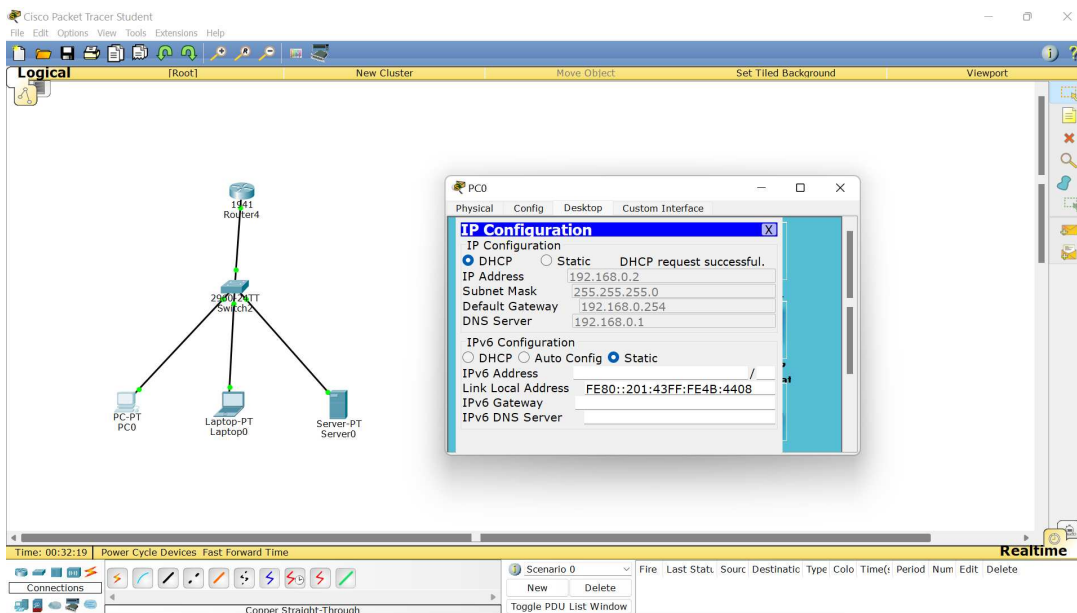 Cisco Packet Tracer Student
File Edit Options View Tools Extensions Help
Logical [Root] New Cluster Move Object Set Tiled Background Viewport
1941
Router4
2960-24TT
Switch2
PC-PT
PC0
Laptop-PT
Laptop0
Server-PT
Server0
PC0
Physical Config Desktop Custom Interface
IP Configuration X
IP Configuration
DHCP Static DHCP request successful.
IP Address 192.168.0.2
Subnet Mask 255.255.255.0
Default Gateway 192.168.0.254
DNS Server 192.168.0.1
IPv6 Configuration
DHCP Auto Config Static
IPv6 Address /
Link Local Address FE80::201:43FF:FE4B:4408
IPv6 Gateway
IPv6 DNS Server
Time: 00:32:19 Power Cycle Devices Fast Forward Time Realtime
Connections
Copper Straight-Through
Scenario 0
New Delete
Toggle PDU List Window
Fire Last Statu Sourc Destinatic Type Colo Time(s Period Num Edit Delete